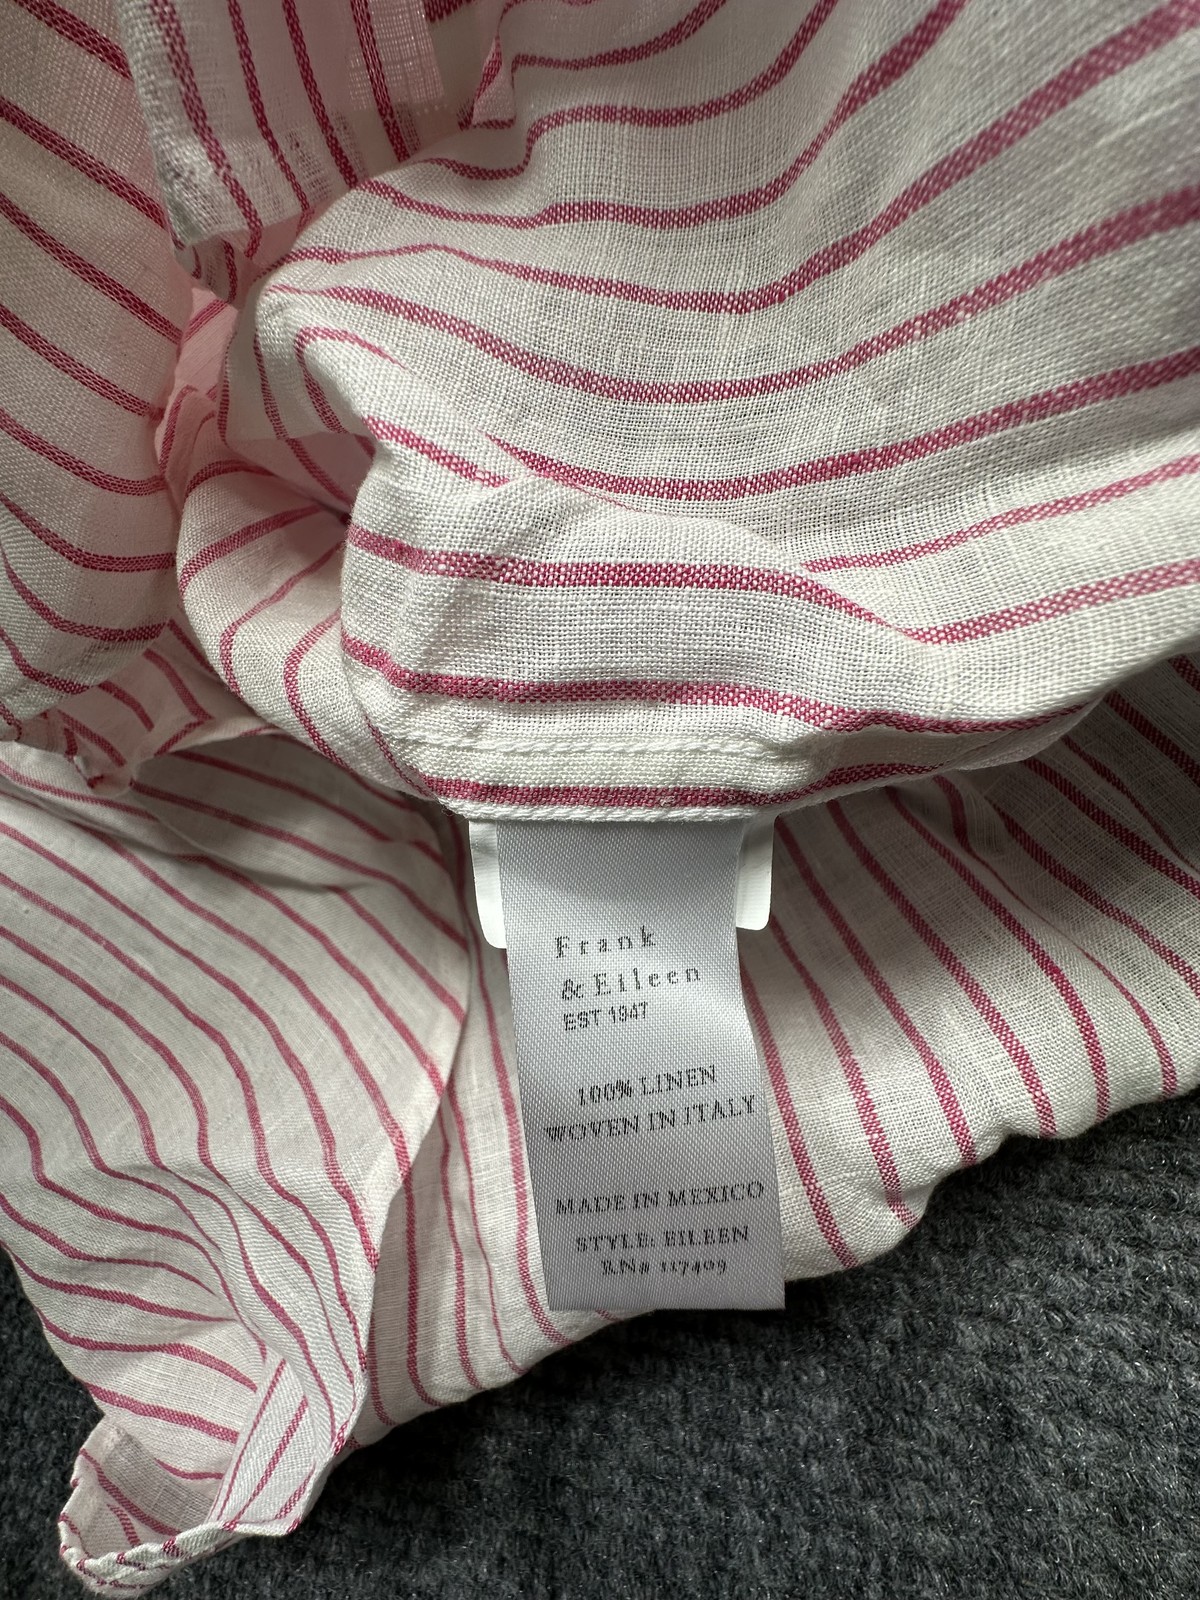 Frank
& Eileen
EST 1947
100% LINEN
WOVEN IN ITALY
MADE IN MEXICO
STYLE: EILEEN
RN# 117409